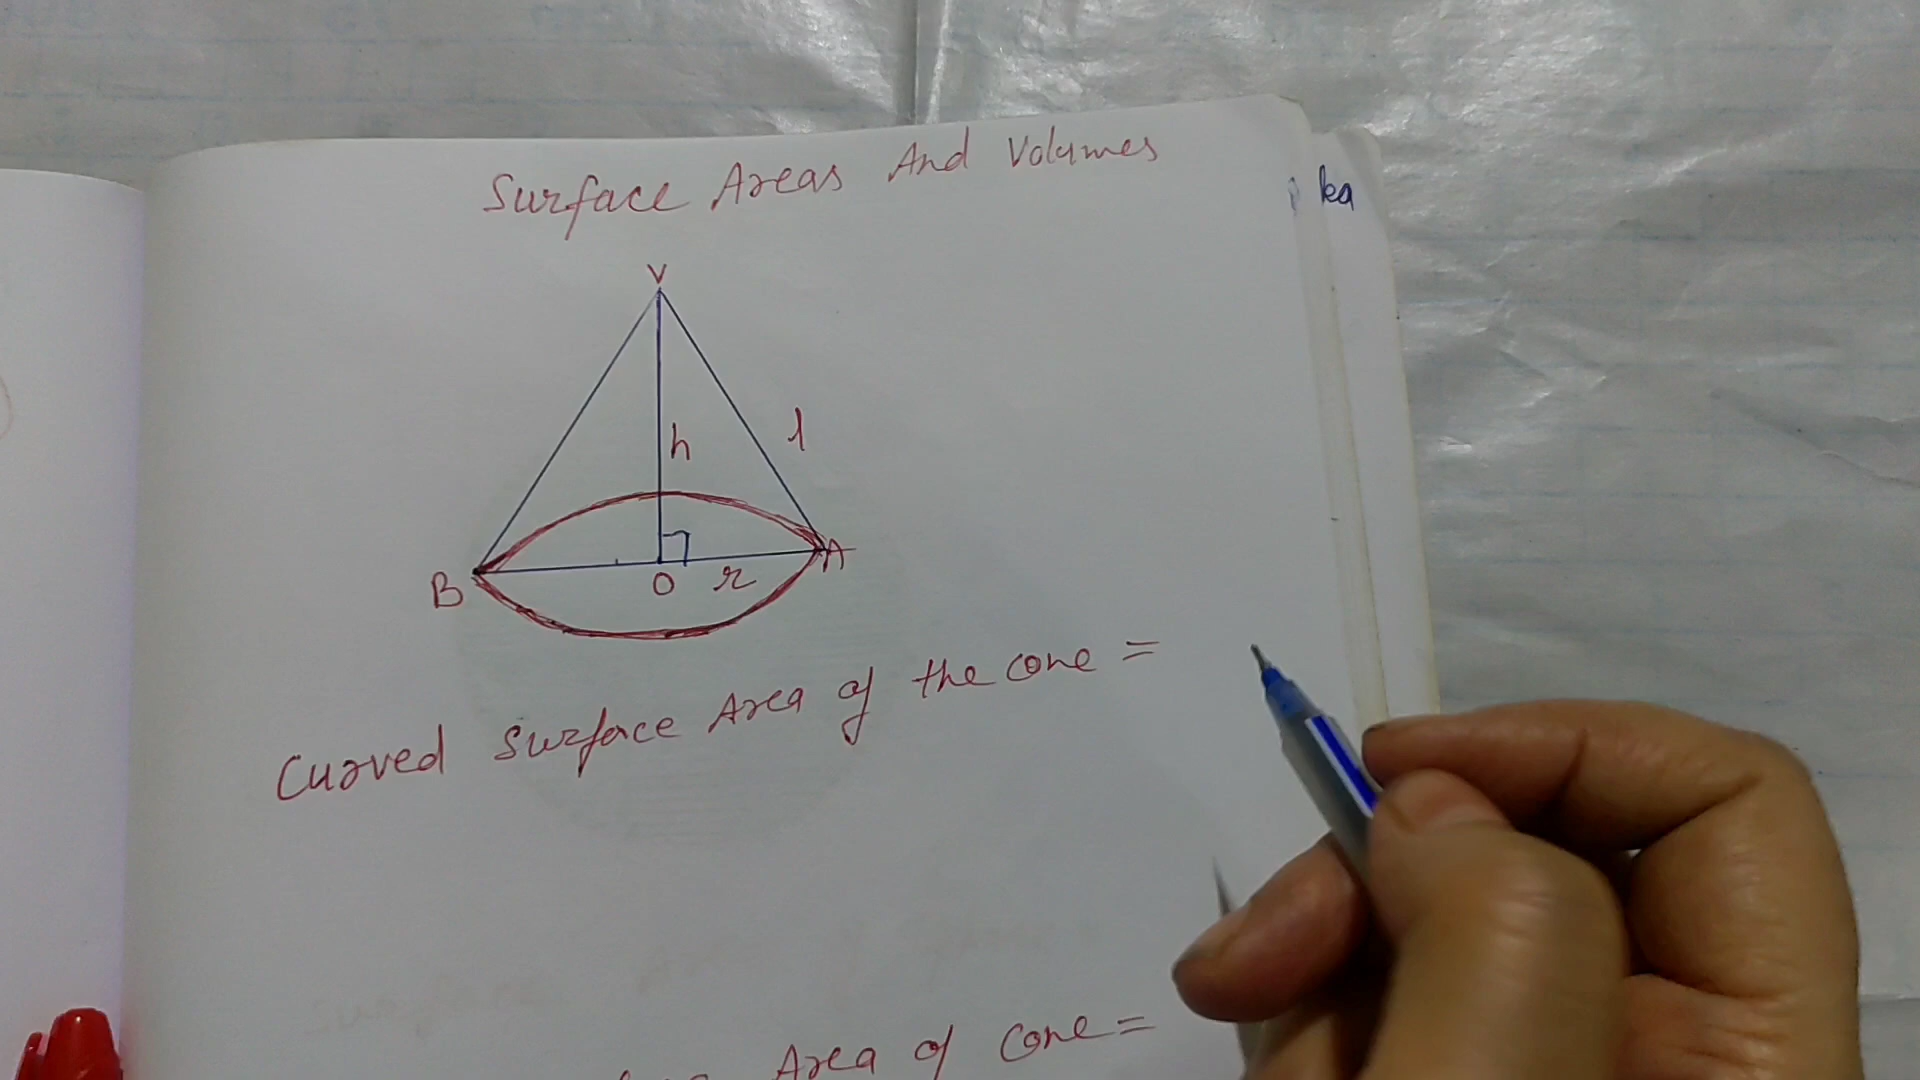 Surface Areas And Volumes
ka
V
h
l
B
O
r
A
Curved Surface Area of the cone =
Area of Cone =